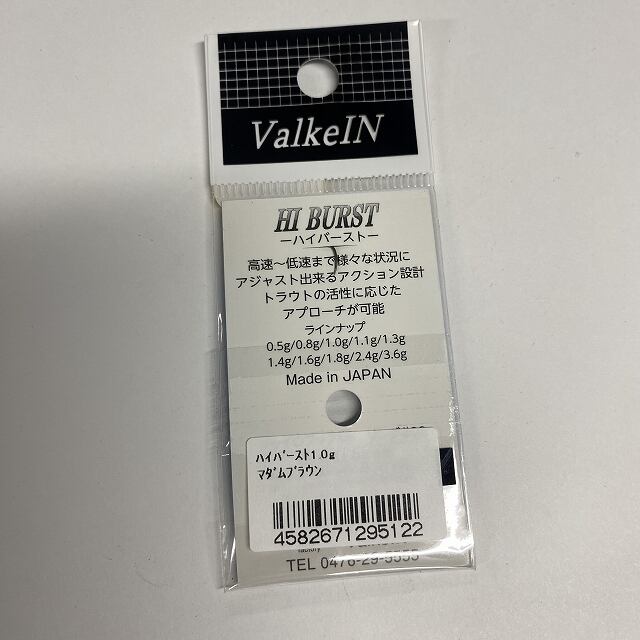 ValkeIN
HI BURST
ーハイバーストー
高速～低速まで様々な状況に
アジャスト出来るアクション設計
トラウトの活性に応じた
アプローチが可能
ラインナップ
0.5g/0.8g/1.0g/1.1g/1.3g
1.4g/1.6g/1.8g/2.4g/3.6g
Made in JAPAN
ﾊｲﾊﾞｰｽﾄ1.0g
ﾏﾀﾞﾑﾌﾞﾗｳﾝ
4582671295122
factory
TEL 0476-29-5555